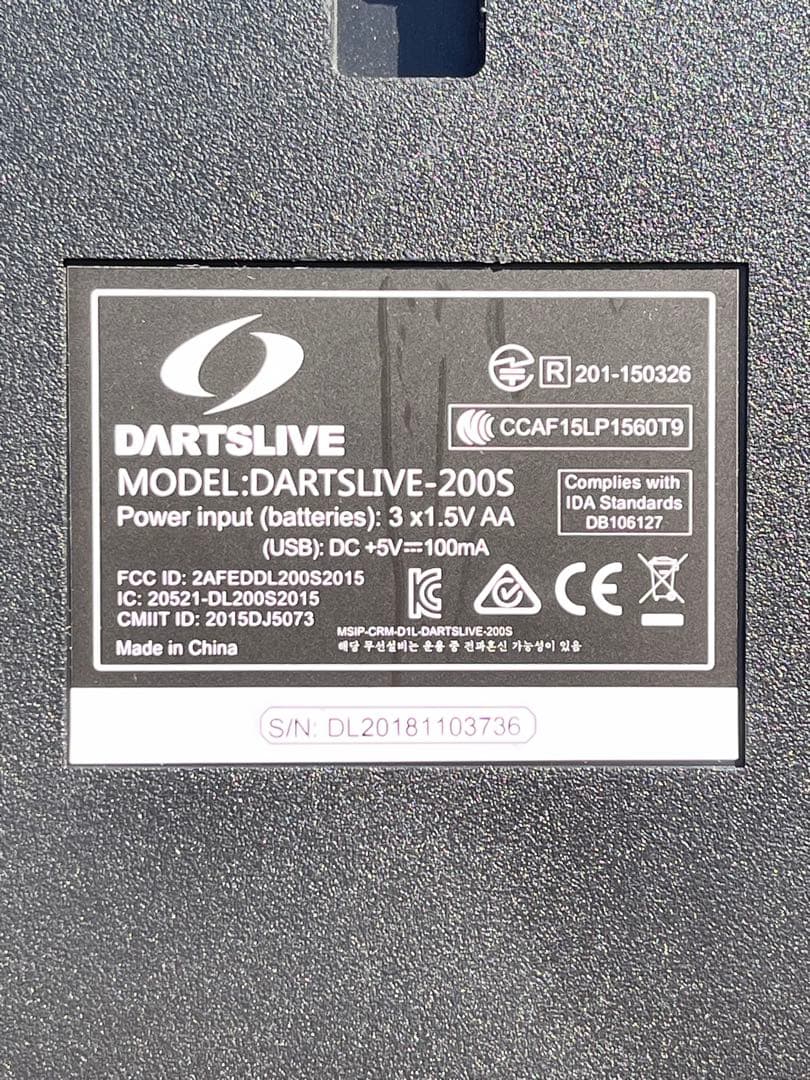 R 201-150326
CCAF15LP1560T9
DARTSLIVE
MODEL:DARTSLIVE-200S
Complies with
IDA Standards
DB106127
Power input (batteries): 3 x1.5V AA
(USB): DC +5V⎓100mA
FCC ID: 2AFEDDL200S2015
IC: 20521-DL200S2015
CMIIT ID: 2015DJ5073
CE
MSIP-CRM-D1L-DARTSLIVE-200S
Made in China
해당 무선설비는 운용 중 전파혼신 가능성이 있음
S/N: DL20181103736